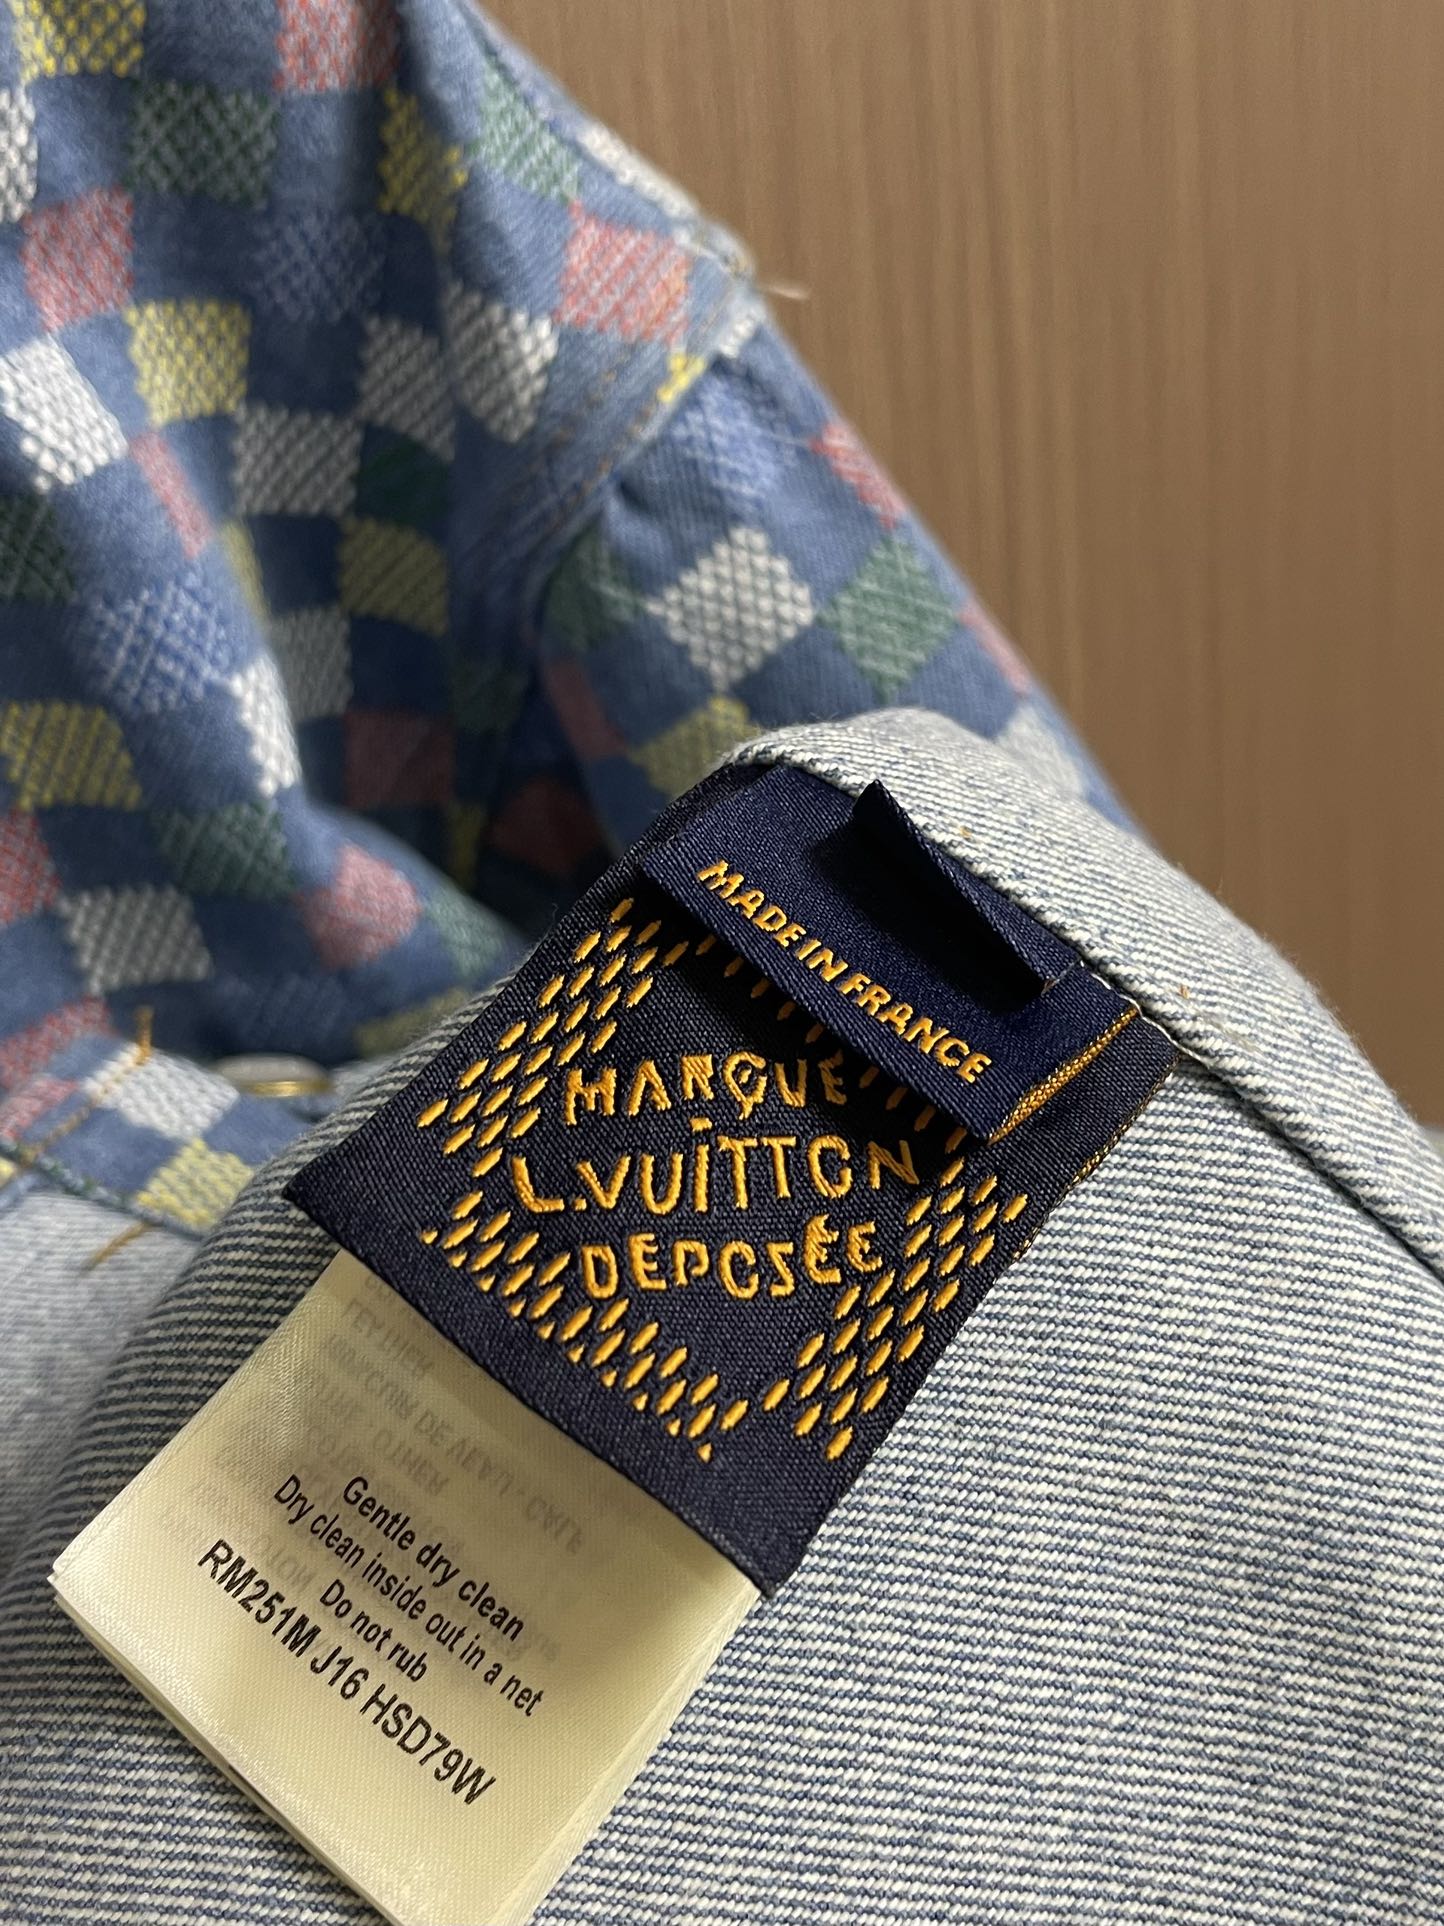 MADE IN FRANCE
MARQUE
L.VUITTON
DEPOSÉE
Gentle dry clean
Dry clean inside out in a net
Do not rub
RM251M J16 HSD79W